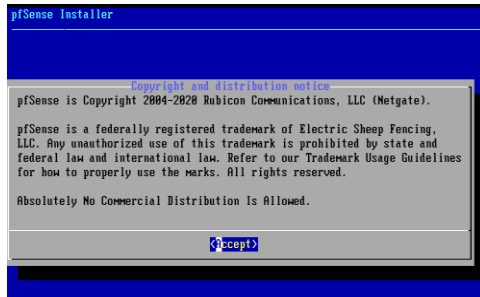 pfSense Installer
Copyright and distribution notice
pfSense is Copyright 2004-2020 Rubicon Communications, LLC (Netgate).
pfSense is a federally registered trademark of Electric Sheep Fencing,
LLC. Any unauthorized use of this trademark is prohibited by state and
federal law and international law. Refer to our Trademark Usage Guidelines
for how to properly use the marks. All rights reserved.
Absolutely No Commercial Distribution Is Allowed.
<Accept>